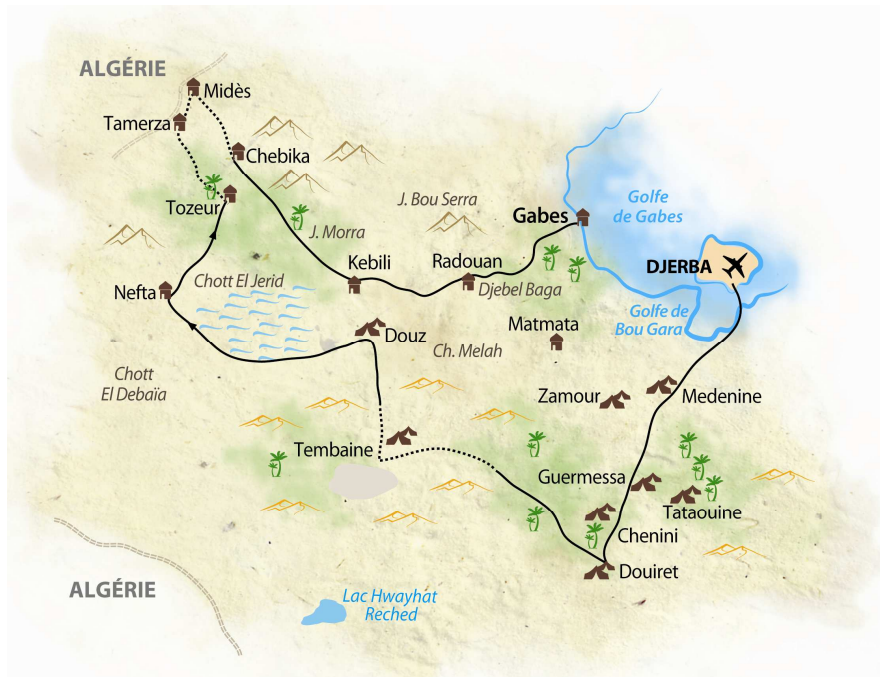 ALGÉRIE
Midès
Tamerza
Chebika
Tozeur
J. Bou Serra
Golfe
de Gabes
Gabes
J. Morra
Kebili
Radouan
DJERBA
Nefta
Chott El Jerid
Djebel Baga
Golfe de
Bou Gara
Matmata
Douz
Ch. Melah
Chott
El Debaïa
Zamour
Medenine
Tembaine
Guermessa
Tataouine
Chenini
Douiret
ALGÉRIE
Lac Hwayhat
Reched